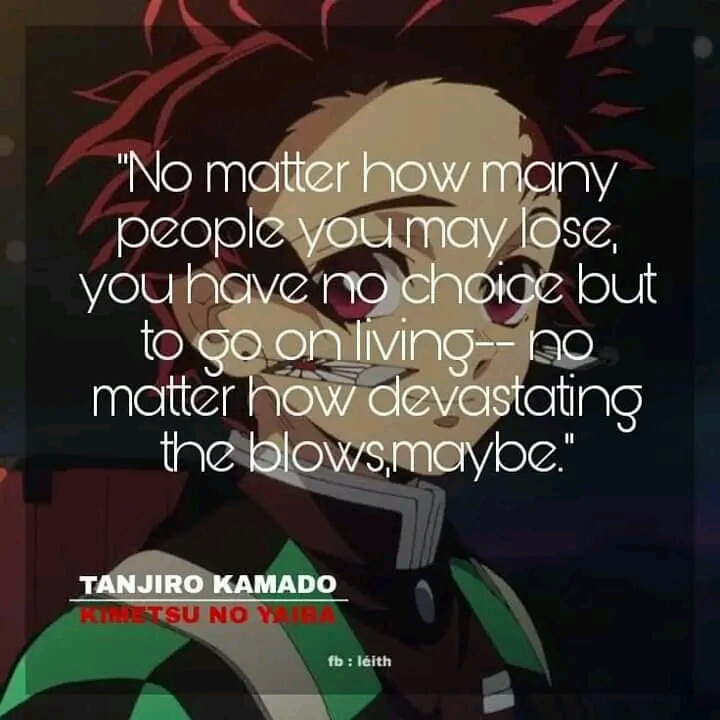 "No matter how many
people you may lose,
you have no choice but
to go on living-- no
matter how devastating
the blows,maybe."
TANJIRO KAMADO
KIMETSU NO YAIBA
fb : léith